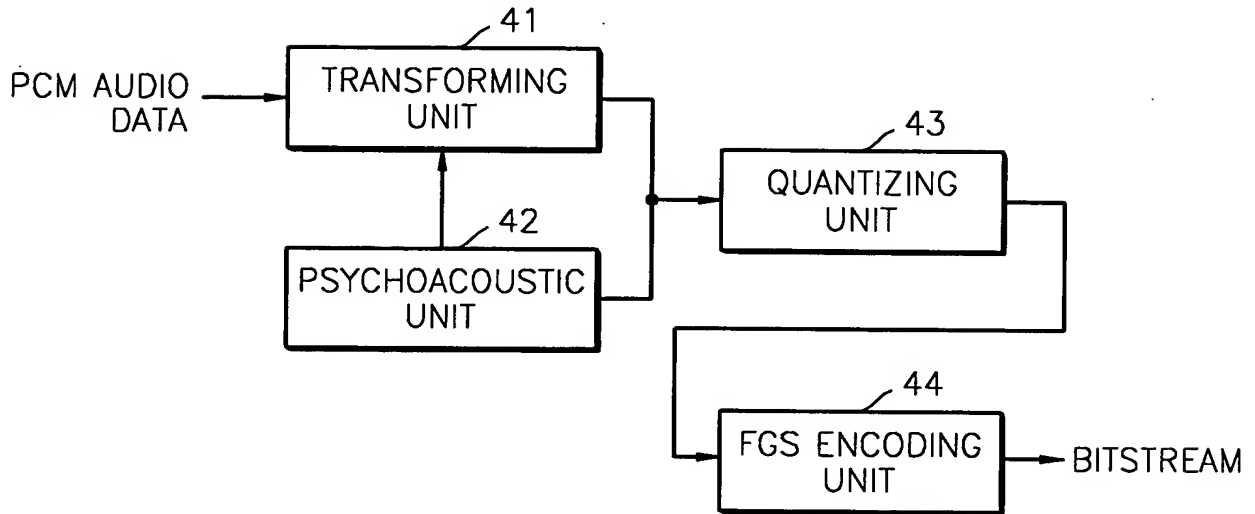 41
PCM AUDIO
DATA
TRANSFORMING
UNIT
42
PSYCHOACOUSTIC
UNIT
43
QUANTIZING
UNIT
44
FGS ENCODING
UNIT
BITSTREAM